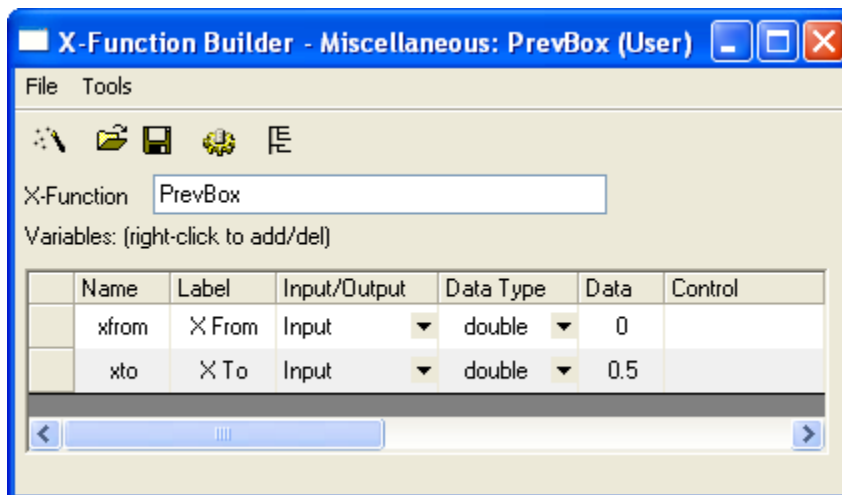 X-Function Builder - Miscellaneous: PrevBox (User)
File Tools
X-Function PrevBox
Variables: (right-click to add/del)
Name Label Input/Output Data Type Data Control
xfrom X From Input double 0
xto X To Input double 0.5